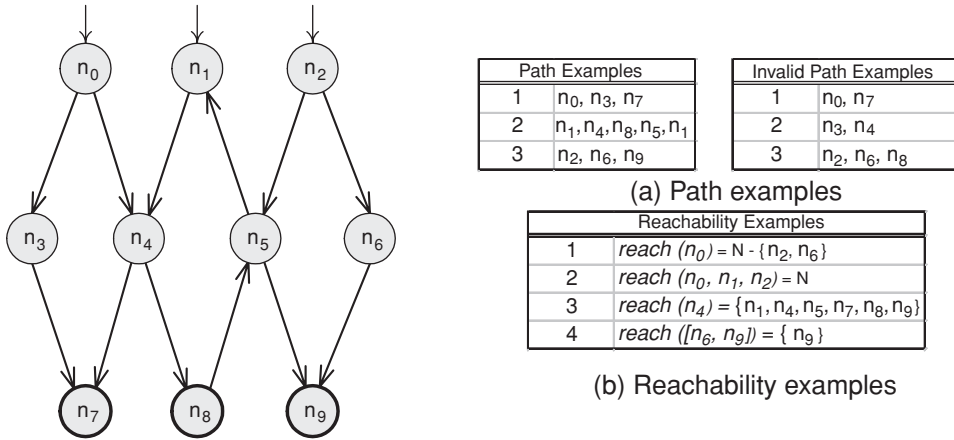 n0 n1 n2
n3 n4 n5 n6
n7 n8 n9
Path Examples
1 n0, n3, n7
2 n1,n4,n8,n5,n1
3 n2, n6, n9
Invalid Path Examples
1 n0, n7
2 n3, n4
3 n2, n6, n8
(a) Path examples
Reachability Examples
1 reach (n0) = N - {n2, n6}
2 reach (n0, n1, n2) = N
3 reach (n4) = {n1, n4, n5, n7, n8, n9}
4 reach ([n6, n9]) = { n9}
(b) Reachability examples